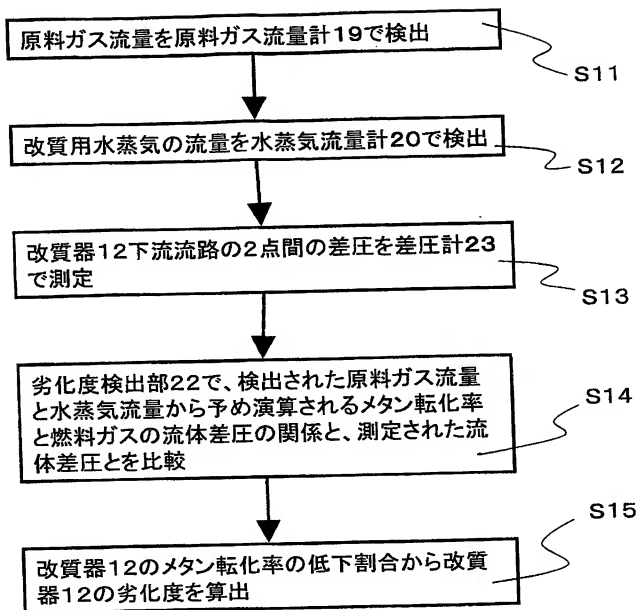 原料ガス流量を原料ガス流量計19で検出
S11
改質用水蒸気の流量を水蒸気流量計20で検出
S12
改質器12下流流路の2点間の差圧を差圧計23
で測定
S13
劣化度検出部22で、検出された原料ガス流量
と水蒸気流量から予め演算されるメタン転化率
と燃料ガスの流体差圧の関係と、測定された流
体差圧とを比較
S14
S15
改質器12のメタン転化率の低下割合から改質
器12の劣化度を算出